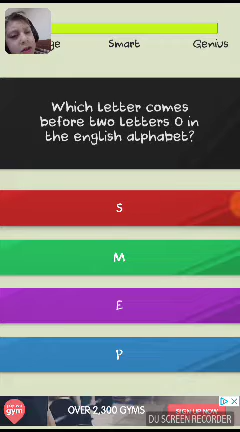 ge Smart Genius
Which letter comes
before two letters O in
the english alphabet?
S
M
E
P
gym
OVER 2,300 GYMS
SIGN UP NOW
DU SCREEN RECORDER